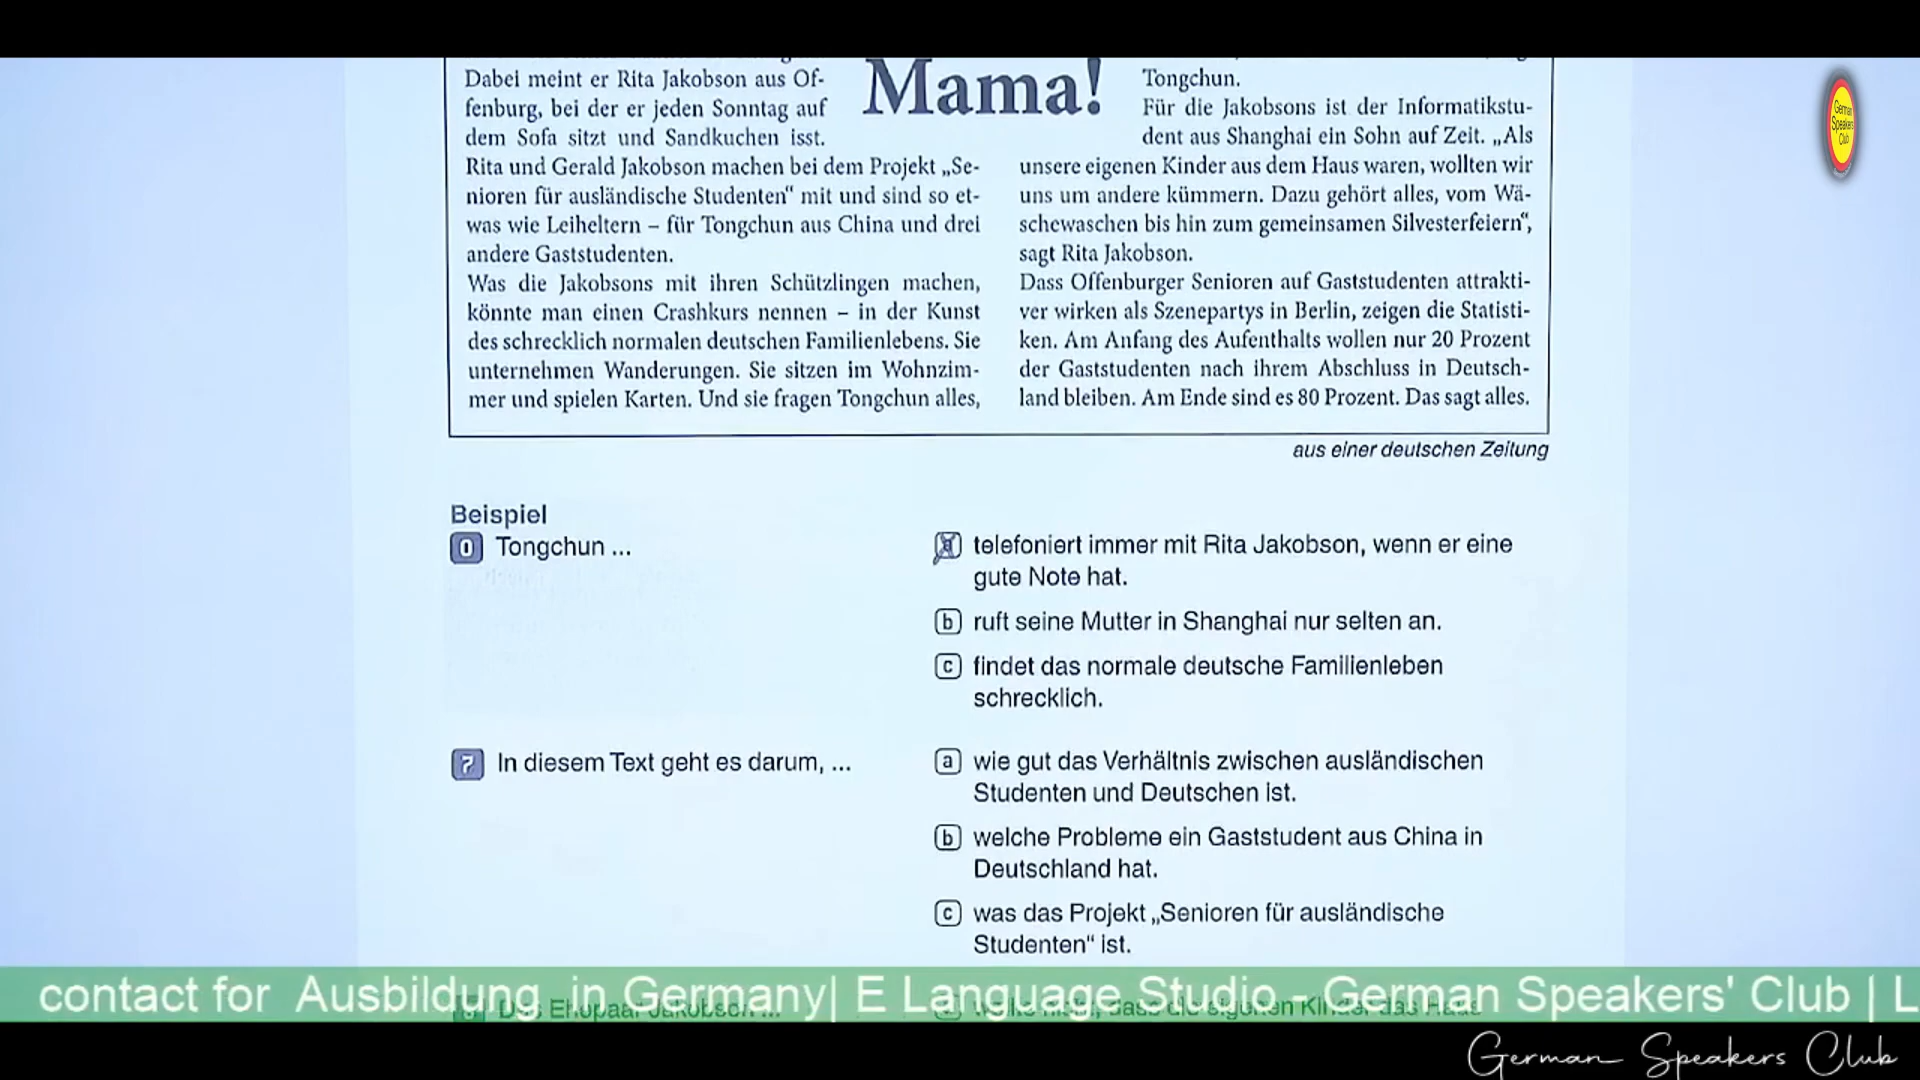 Mama!
Dabei meint er Rita Jakobson aus Of-
fenburg, bei der er jeden Sonntag auf
dem Sofa sitzt und Sandkuchen isst.
Rita und Gerald Jakobson machen bei dem Projekt „Se-
nioren für ausländische Studenten“ mit und sind so et-
was wie Leiheltern – für Tongchun aus China und drei
andere Gaststudenten.
Was die Jakobsons mit ihren Schützlingen machen,
könnte man einen Crashkurs nennen – in der Kunst
des schrecklich normalen deutschen Familienlebens. Sie
unternehmen Wanderungen. Sie sitzen im Wohnzim-
mer und spielen Karten. Und sie fragen Tongchun alles,
Tongchun.
Für die Jakobsons ist der Informatikstu-
dent aus Shanghai ein Sohn auf Zeit. „Als
unsere eigenen Kinder aus dem Haus waren, wollten wir
uns um andere kümmern. Dazu gehört alles, vom Wä-
schewaschen bis hin zum gemeinsamen Silvesterfeiern“,
sagt Rita Jakobson.
Dass Offenburger Senioren auf Gaststudenten attrakti-
ver wirken als Szenepartys in Berlin, zeigen die Statisti-
ken. Am Anfang des Aufenthalts wollen nur 20 Prozent
der Gaststudenten nach ihrem Abschluss in Deutsch-
land bleiben. Am Ende sind es 80 Prozent. Das sagt alles.
aus einer deutschen Zeitung
Beispiel
0 Tongchun ...
a telefoniert immer mit Rita Jakobson, wenn er eine
gute Note hat.
b ruft seine Mutter in Shanghai nur selten an.
c findet das normale deutsche Familienleben
schrecklich.
7 In diesem Text geht es darum, ...
a wie gut das Verhältnis zwischen ausländischen
Studenten und Deutschen ist.
b welche Probleme ein Gaststudent aus China in
Deutschland hat.
c was das Projekt „Senioren für ausländische
Studenten“ ist.
Das Ehepaar Jakobson ...
dass die eigenen Kinder das Haus
contact for Ausbildung in Germany| E Language Studio - German Speakers' Club | L
German Speakers Club
German
Speakers
Club